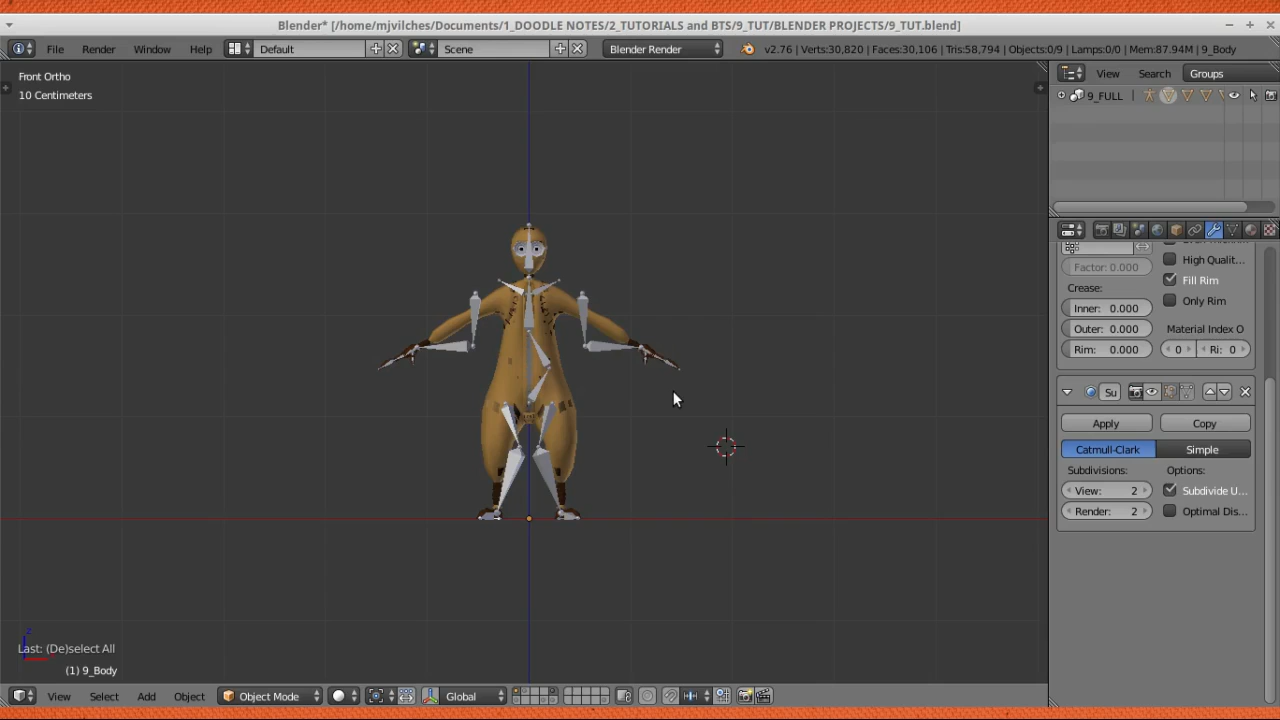 Blender* [/home/mjvilches/Documents/1_DOODLE NOTES/2_TUTORIALS and BTS/9_TUT/BLENDER PROJECTS/9_TUT.blend]
File Render Window Help Default Scene Blender Render v2.76 | Verts:30,820 | Faces:30,106 | Tris:58,794 | Objects:0/9 | Lamps:0/0 | Mem:87.94M | 9_Body
Front Ortho
10 Centimeters
View Search Groups
9_FULL
High Qualit...
Factor: 0.000
Fill Rim
Crease:
Only Rim
Inner: 0.000
Outer: 0.000
Material Index O
Rim: 0.000
0 Ri: 0
Su
Apply Copy
Catmull-Clark Simple
Subdivisions: Options:
View: 2 Subdivide U...
Render: 2 Optimal Dis...
Last: (De)select All
(1) 9_Body
View Select Add Object Object Mode Global